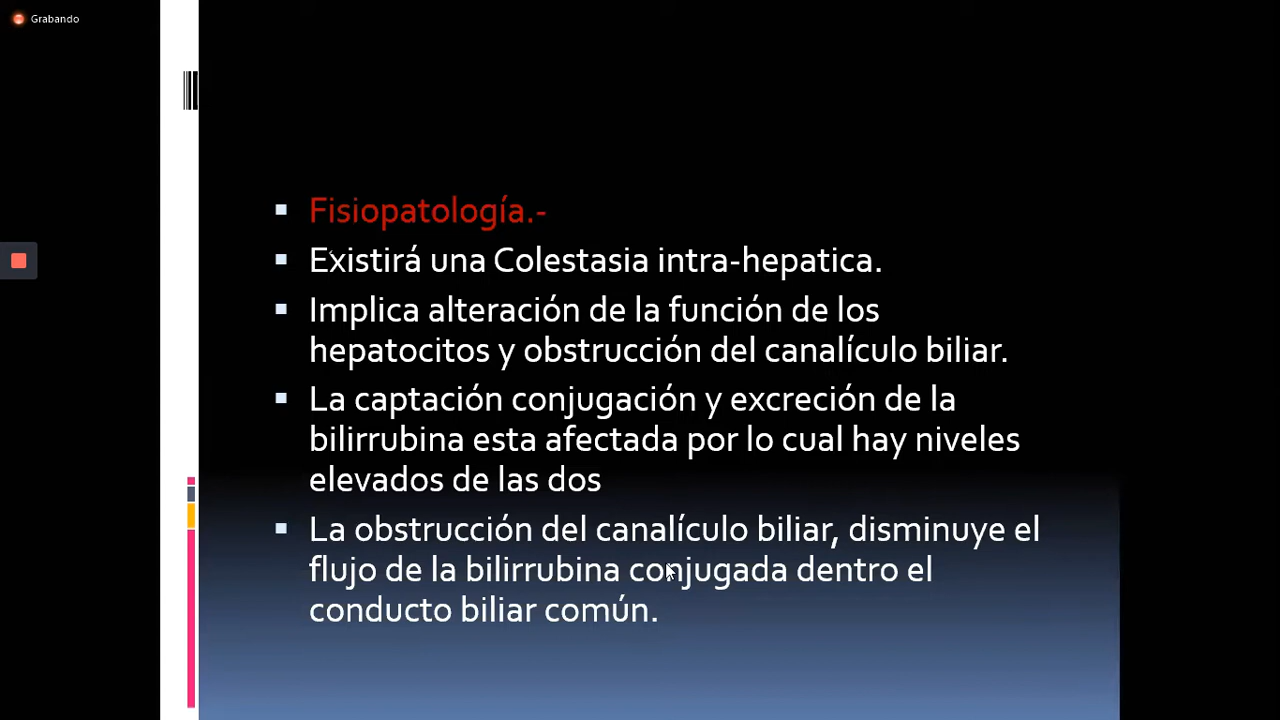 Grabando
Fisiopatología.-
Existirá una Colestasia intra-hepatica.
Implica alteración de la función de los
hepatocitos y obstrucción del canalículo biliar.
La captación conjugación y excreción de la
bilirrubina esta afectada por lo cual hay niveles
elevados de las dos
La obstrucción del canalículo biliar, disminuye el
flujo de la bilirrubina conjugada dentro el
conducto biliar común.